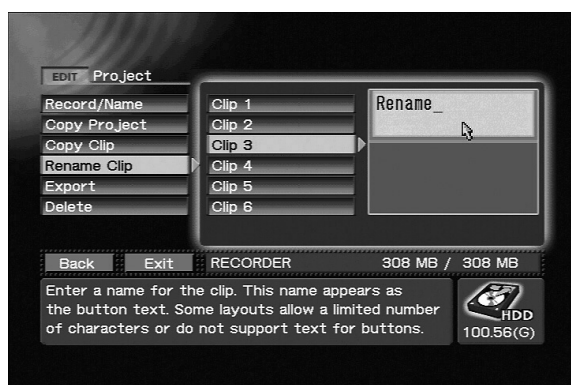 EDIT Project
Record/Name
Copy Project
Copy Clip
Rename Clip
Export
Delete
Clip 1
Clip 2
Clip 3
Clip 4
Clip 5
Clip 6
Rename_
Back Exit RECORDER 308 MB / 308 MB
Enter a name for the clip. This name appears as
the button text. Some layouts allow a limited number
of characters or do not support text for buttons.
HDD
100.56(G)